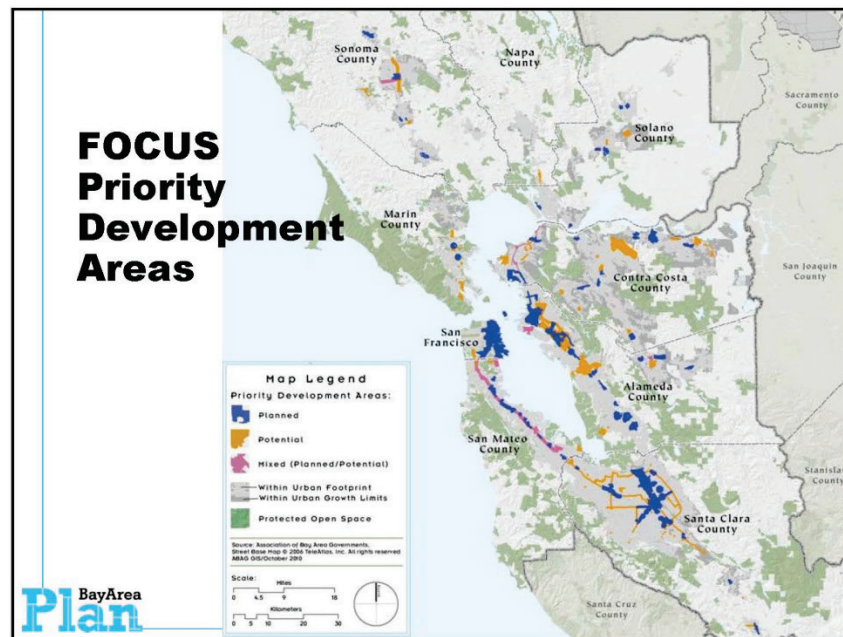 FOCUS
Priority
Development
Areas
Sonoma
County
Napa
County
Sacramento
County
Solano
County
Marin
County
San Joaquin
County
Contra Costa
County
San
Francisco
Alameda
County
San Mateo
County
Stanislaus
County
Santa Clara
County
Santa Cruz
County
Map Legend
Priority Development Areas:
Planned
Potential
Mixed (Planned/Potential)
Within Urban Footprint
Within Urban Growth Limits
Protected Open Space
Source: Association of Bay Area Governments.
Street Base Map © 2006 TeleAtlas, Inc. All rights reserved
ABAG GIS/October 2010
Scale:
Miles
0 4.5 9 18
Kilometers
0 5 10 20 30
BayArea
Plan